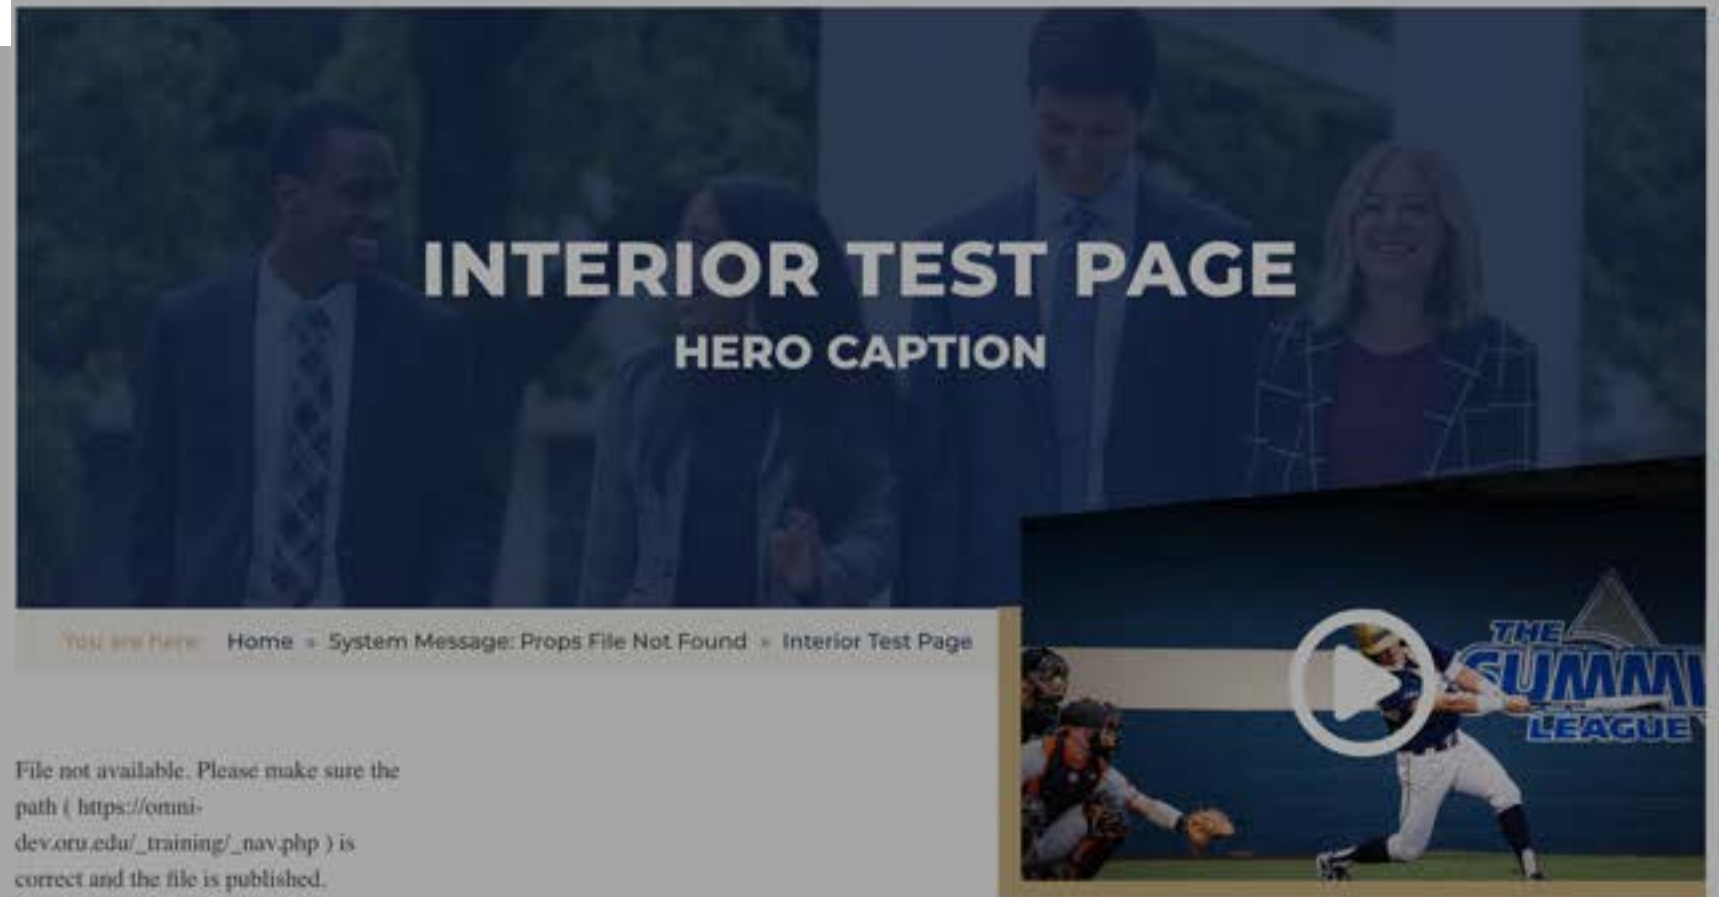 INTERIOR TEST PAGE
HERO CAPTION
You are here: Home » System Message: Props File Not Found » Interior Test Page
THE
SUMMI
LEAGUE
File not available. Please make sure the
path ( https://omni-
dev.oru.edu/_training/_nav.php ) is
correct and the file is published.